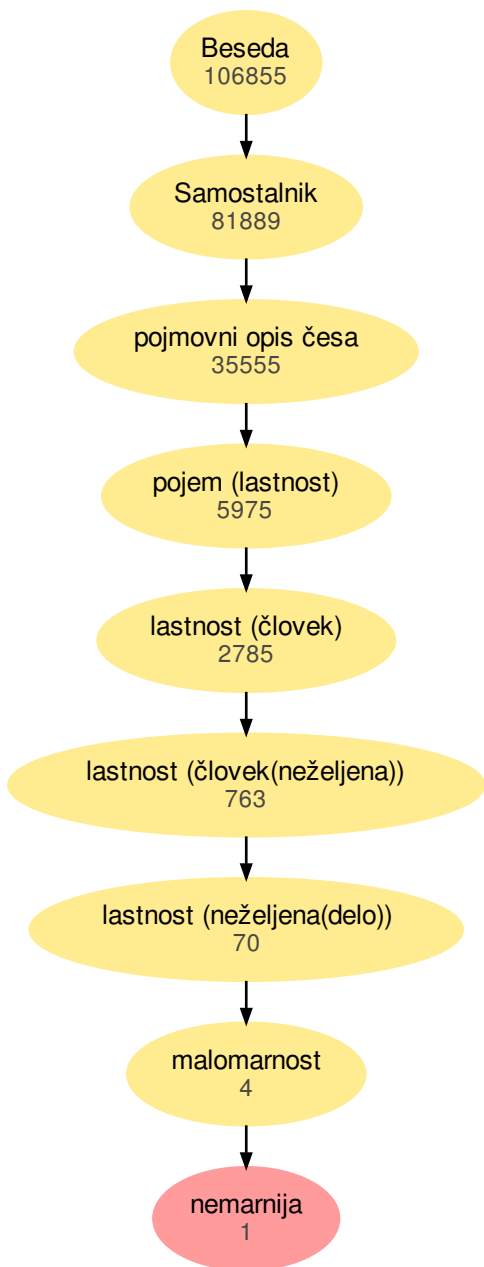 Beseda
106855
Samostalnik
81889
pojmovni opis česa
35555
pojem (lastnost)
5975
lastnost (človek)
2785
lastnost (človek(neželjena))
763
lastnost (neželjena(delo))
70
malomarnost
4
nemarnija
1